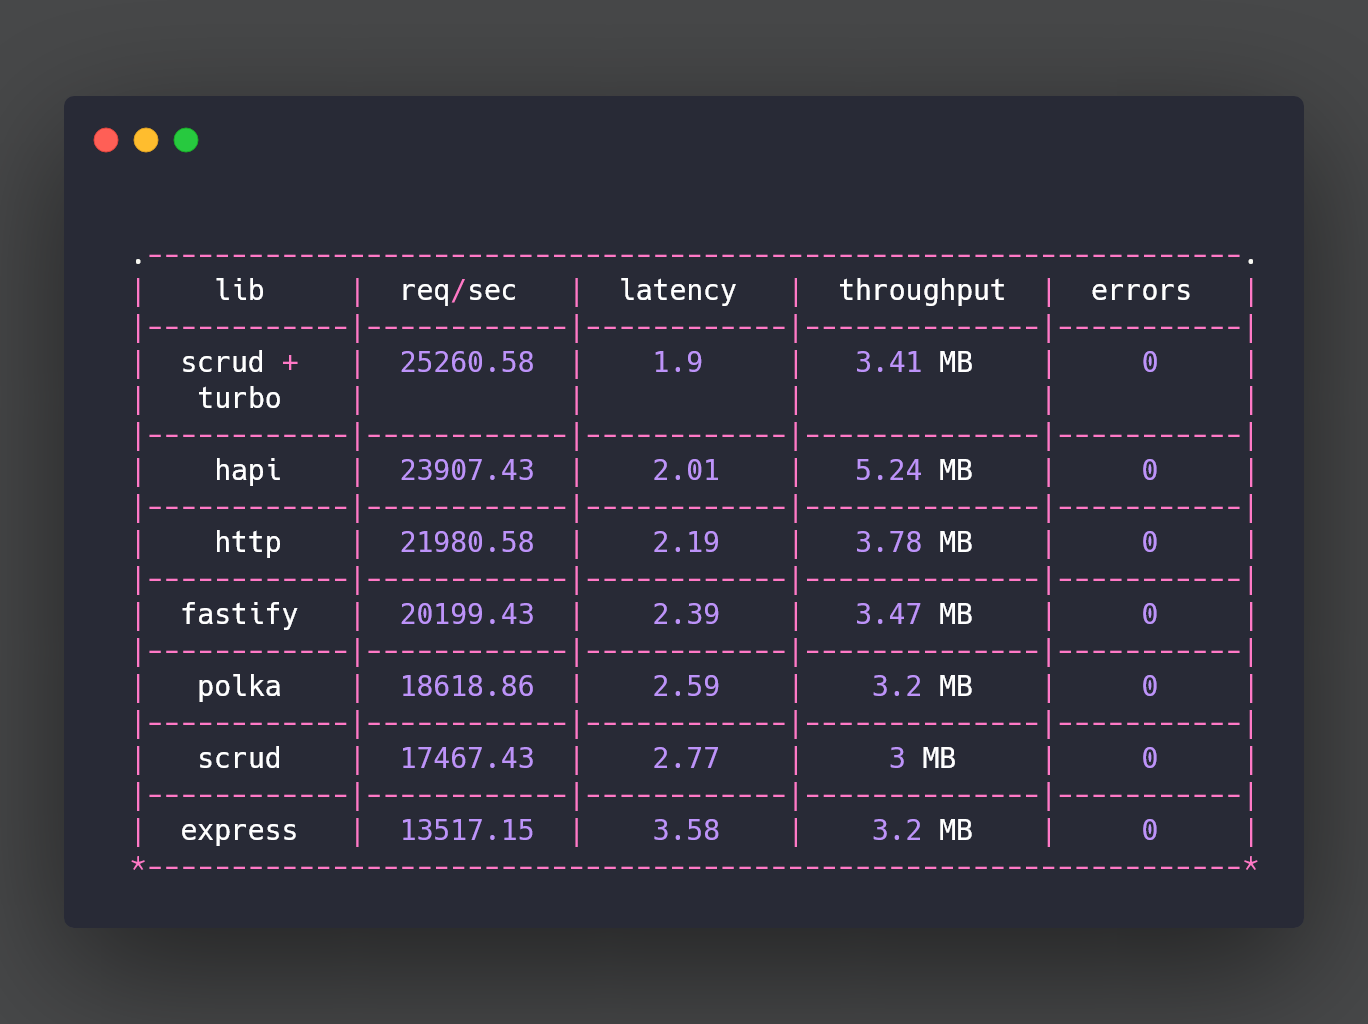 .-----------------------------------------------------------------.
|    lib     |  req/sec   |  latency   |  throughput  |  errors   |
|------------|------------|------------|--------------|-----------|
|  scrud +   |  25260.58  |    1.9     |   3.41 MB    |     0     |
|   turbo    |            |            |              |           |
|------------|------------|------------|--------------|-----------|
|    hapi    |  23907.43  |    2.01    |   5.24 MB    |     0     |
|------------|------------|------------|--------------|-----------|
|    http    |  21980.58  |    2.19    |   3.78 MB    |     0     |
|------------|------------|------------|--------------|-----------|
|  fastify   |  20199.43  |    2.39    |   3.47 MB    |     0     |
|------------|------------|------------|--------------|-----------|
|   polka    |  18618.86  |    2.59    |    3.2 MB    |     0     |
|------------|------------|------------|--------------|-----------|
|   scrud    |  17467.43  |    2.77    |     3 MB     |     0     |
|------------|------------|------------|--------------|-----------|
|  express   |  13517.15  |    3.58    |    3.2 MB    |     0     |
*-----------------------------------------------------------------*